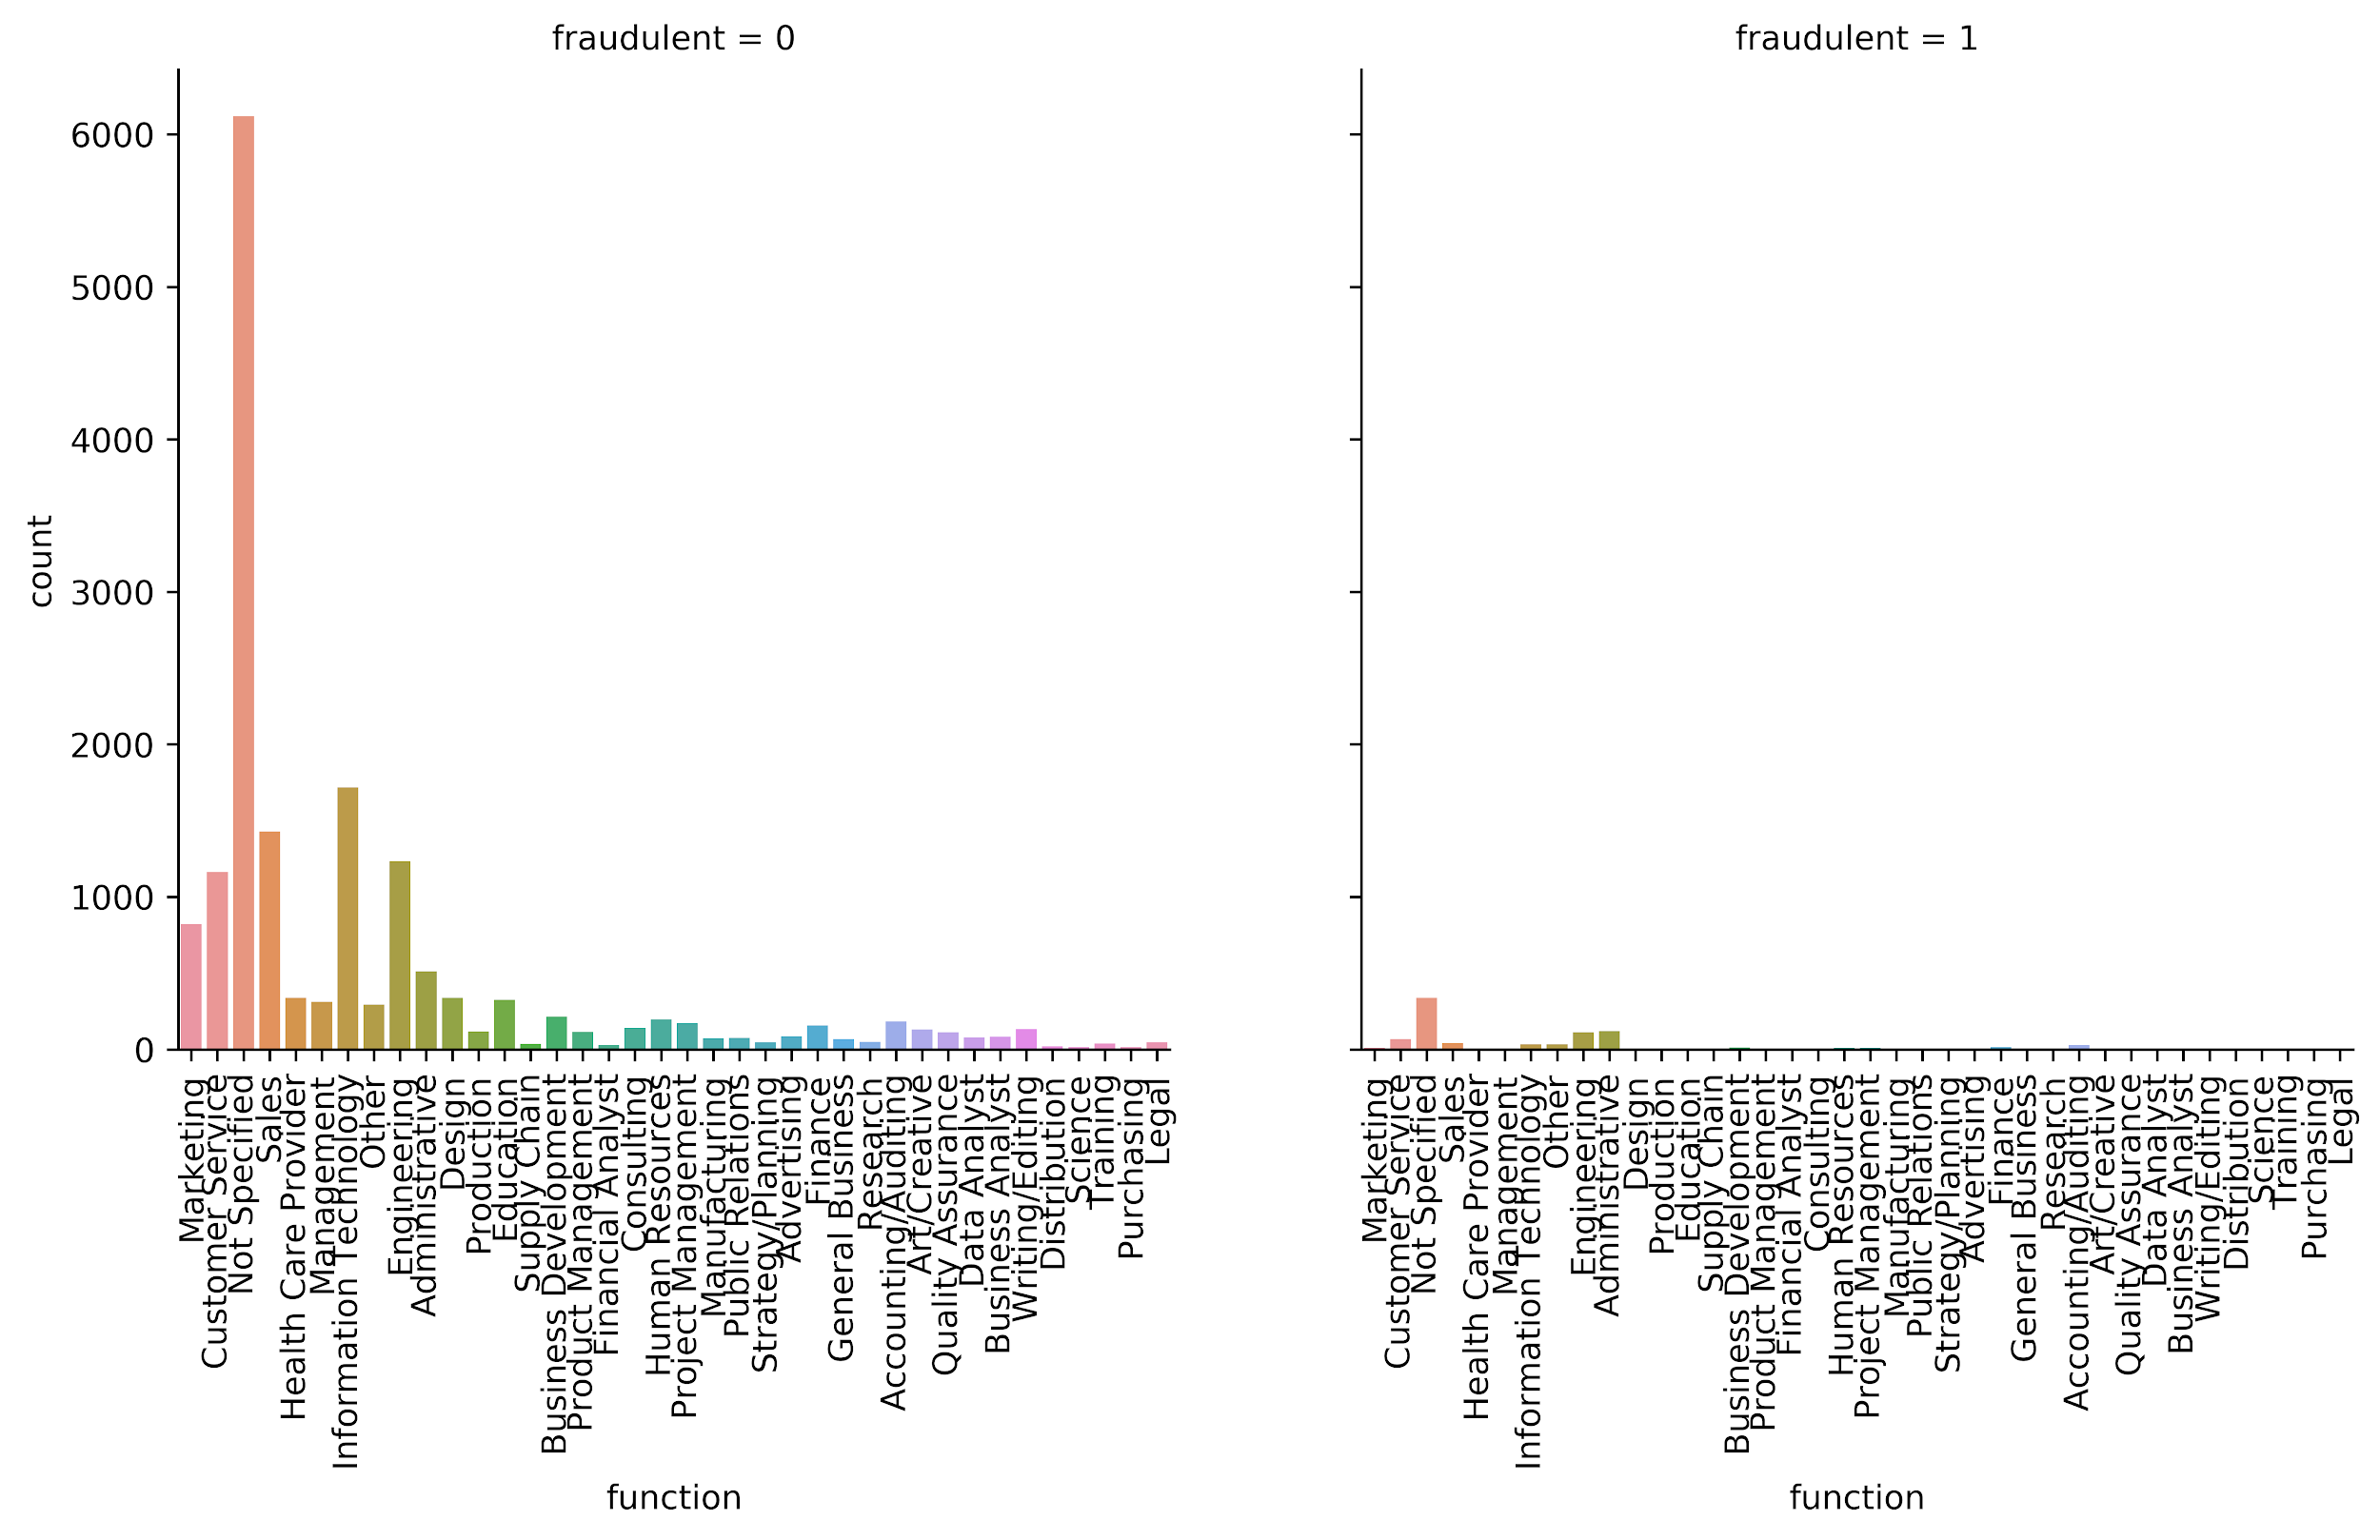 fraudulent = 0
fraudulent = 1
count
6000
5000
4000
3000
2000
1000
0
Marketing
Customer Service
Not Specified
Sales
Health Care Provider
Management
Information Technology
Other
Engineering
Administrative
Design
Production
Education
Supply Chain
Business Development
Product Management
Financial Analyst
Consulting
Human Resources
Project Management
Manufacturing
Public Relations
Strategy/Planning
Advertising
Finance
General Business
Research
Accounting/Auditing
Art/Creative
Quality Assurance
Data Analyst
Business Analyst
Writing/Editing
Distribution
Science
Training
Purchasing
Legal
function
Marketing
Customer Service
Not Specified
Sales
Health Care Provider
Management
Information Technology
Other
Engineering
Administrative
Design
Production
Education
Supply Chain
Business Development
Product Management
Financial Analyst
Consulting
Human Resources
Project Management
Manufacturing
Public Relations
Strategy/Planning
Advertising
Finance
General Business
Research
Accounting/Auditing
Art/Creative
Quality Assurance
Data Analyst
Business Analyst
Writing/Editing
Distribution
Science
Training
Purchasing
Legal
function